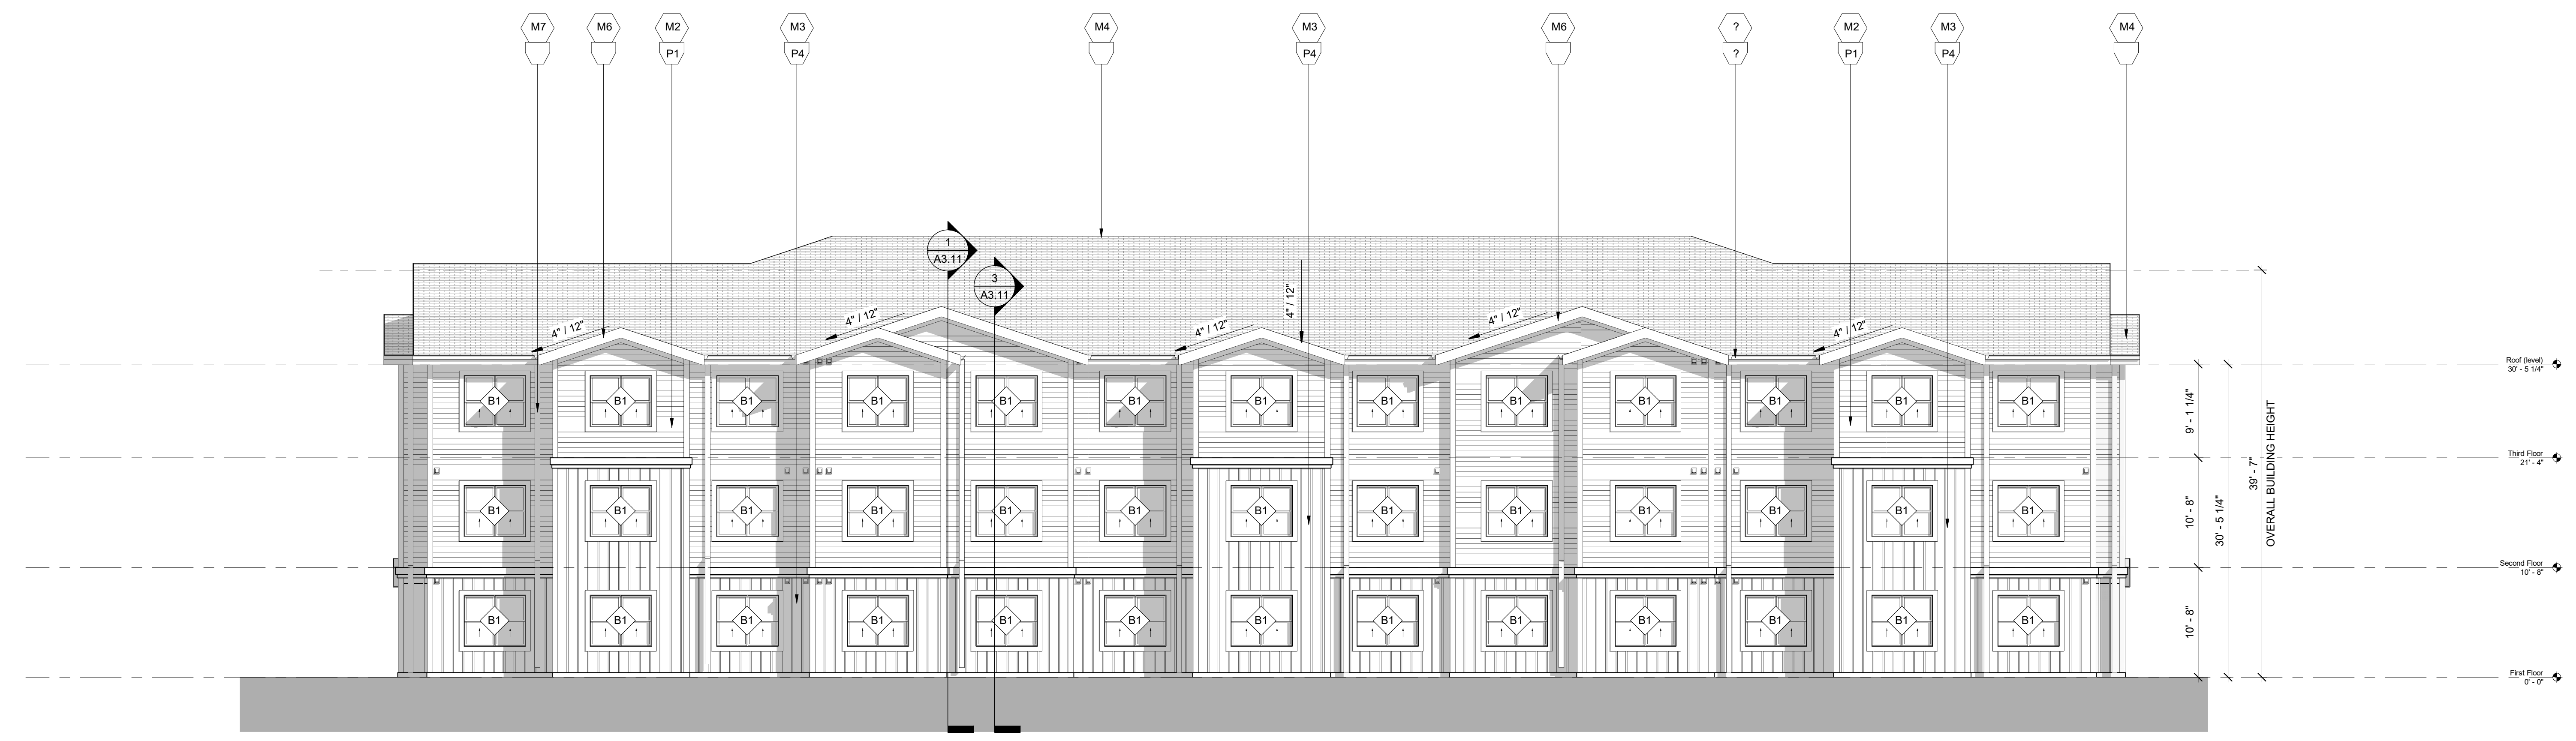 M7 M6 M2 M3 M4 M3 M6 ? M2 M3 M4
P1 P4 P4 ? P1 P4
1
A3.11
3
A3.11
4" / 12"
4" / 12"
4" / 12"
4" / 12"
4" / 12"
4" / 12"
B1 B1 B1 B1 B1 B1 B1 B1 B1 B1 B1 B1 B1
B1 B1 B1 B1 B1 B1 B1 B1 B1 B1 B1 B1 B1
B1 B1 B1 B1 B1 B1 B1 B1 B1 B1 B1 B1 B1
9' - 1 1/4"
10' - 8"
10' - 8"
30' - 5 1/4"
39' - 7"
OVERALL BUILDING HEIGHT
Roof (level)
30' - 5 1/4"
Third Floor
21' - 4"
Second Floor
10' - 8"
First Floor
0' - 0"